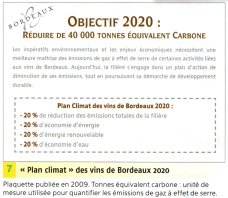 BORDEAUX
OBJECTIF 2020 :
RÉDUIRE DE 40 000 TONNES ÉQUIVALENT CARBONE
Les impératifs environnementaux et les enjeux économiques nécessitent une
meilleure maîtrise des émissions de gaz à effet de serre de certaines activités liées
aux vins de Bordeaux. Aujourd'hui, la filière s'engage dans un plan d'action de
diminution de ses émissions, tout en poursuivant sa démarche de développement
durable.
Plan Climat des vins de Bordeaux 2020 :
- 20 % de réduction des émissions totales de la filière
- 20 % d'économie d'énergie
- 20 % d'énergie renouvelable
- 20 % d'économie d'eau
7 « Plan climat » des vins de Bordeaux 2020
Plaquette publiée en 2009. Tonnes équivalent carbone : unité de
mesure utilisée pour quantifier les émissions de gaz à effet de serre.